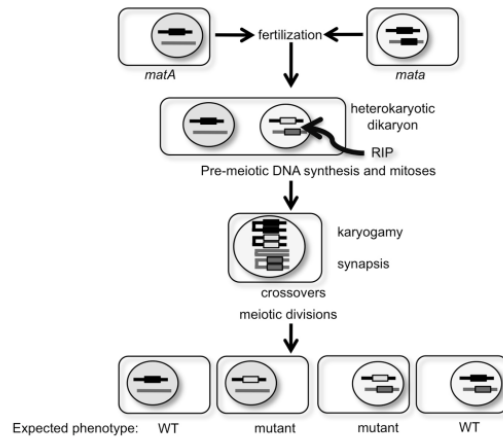 fertilization
matA
mata
heterokaryotic
dikaryon
RIP
Pre-meiotic DNA synthesis and mitoses
karyogamy
synapsis
crossovers
meiotic divisions
Expected phenotype: WT mutant mutant WT